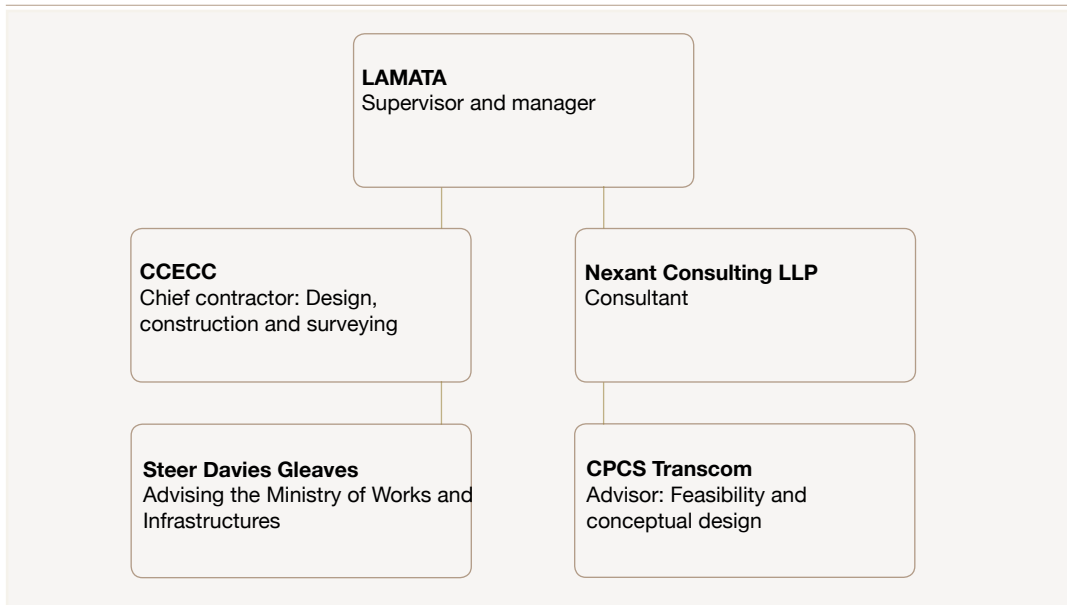 LAMATA
Supervisor and manager
CCECC
Chief contractor: Design,
construction and surveying
Nexant Consulting LLP
Consultant
Steer Davies Gleaves
Advising the Ministry of Works and
Infrastructures
CPCS Transcom
Advisor: Feasibility and
conceptual design